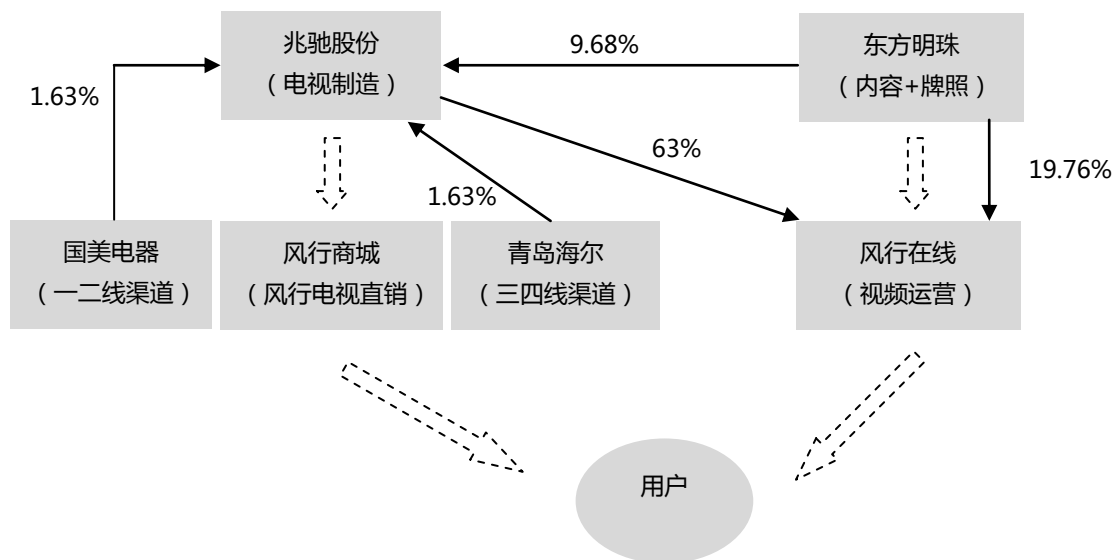 兆驰股份
（电视制造）
9.68%
东方明珠
（内容+牌照）
1.63%
63%
19.76%
1.63%
国美电器
（一二线渠道）
风行商城
（风行电视直销）
青岛海尔
（三四线渠道）
风行在线
（视频运营）
用户